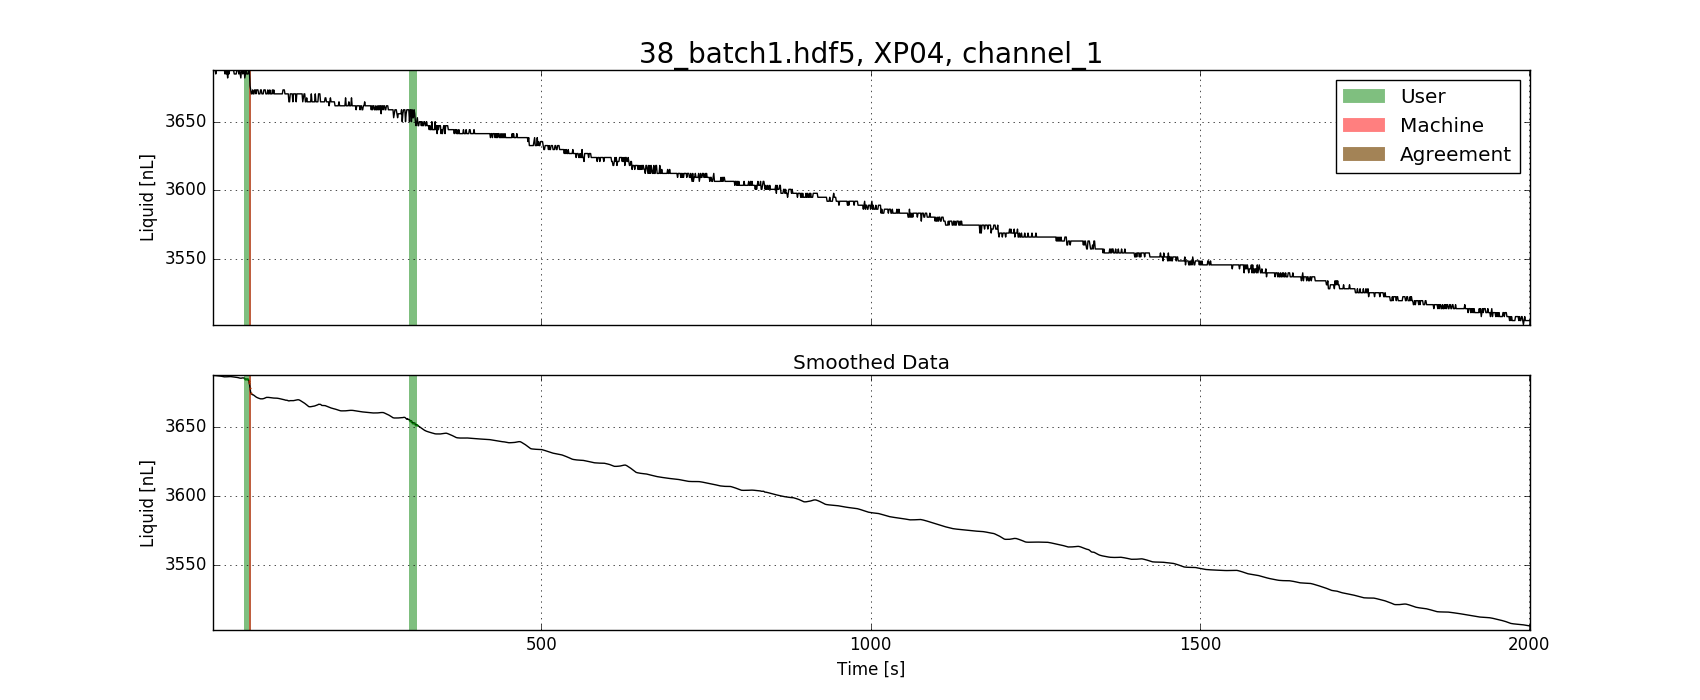 38_batch1.hdf5, XP04, channel_1
3650
3600
3550
Liquid [nL]
User
Machine
Agreement
Smoothed Data
3650
3600
3550
Liquid [nL]
500
1000
1500
2000
Time [s]